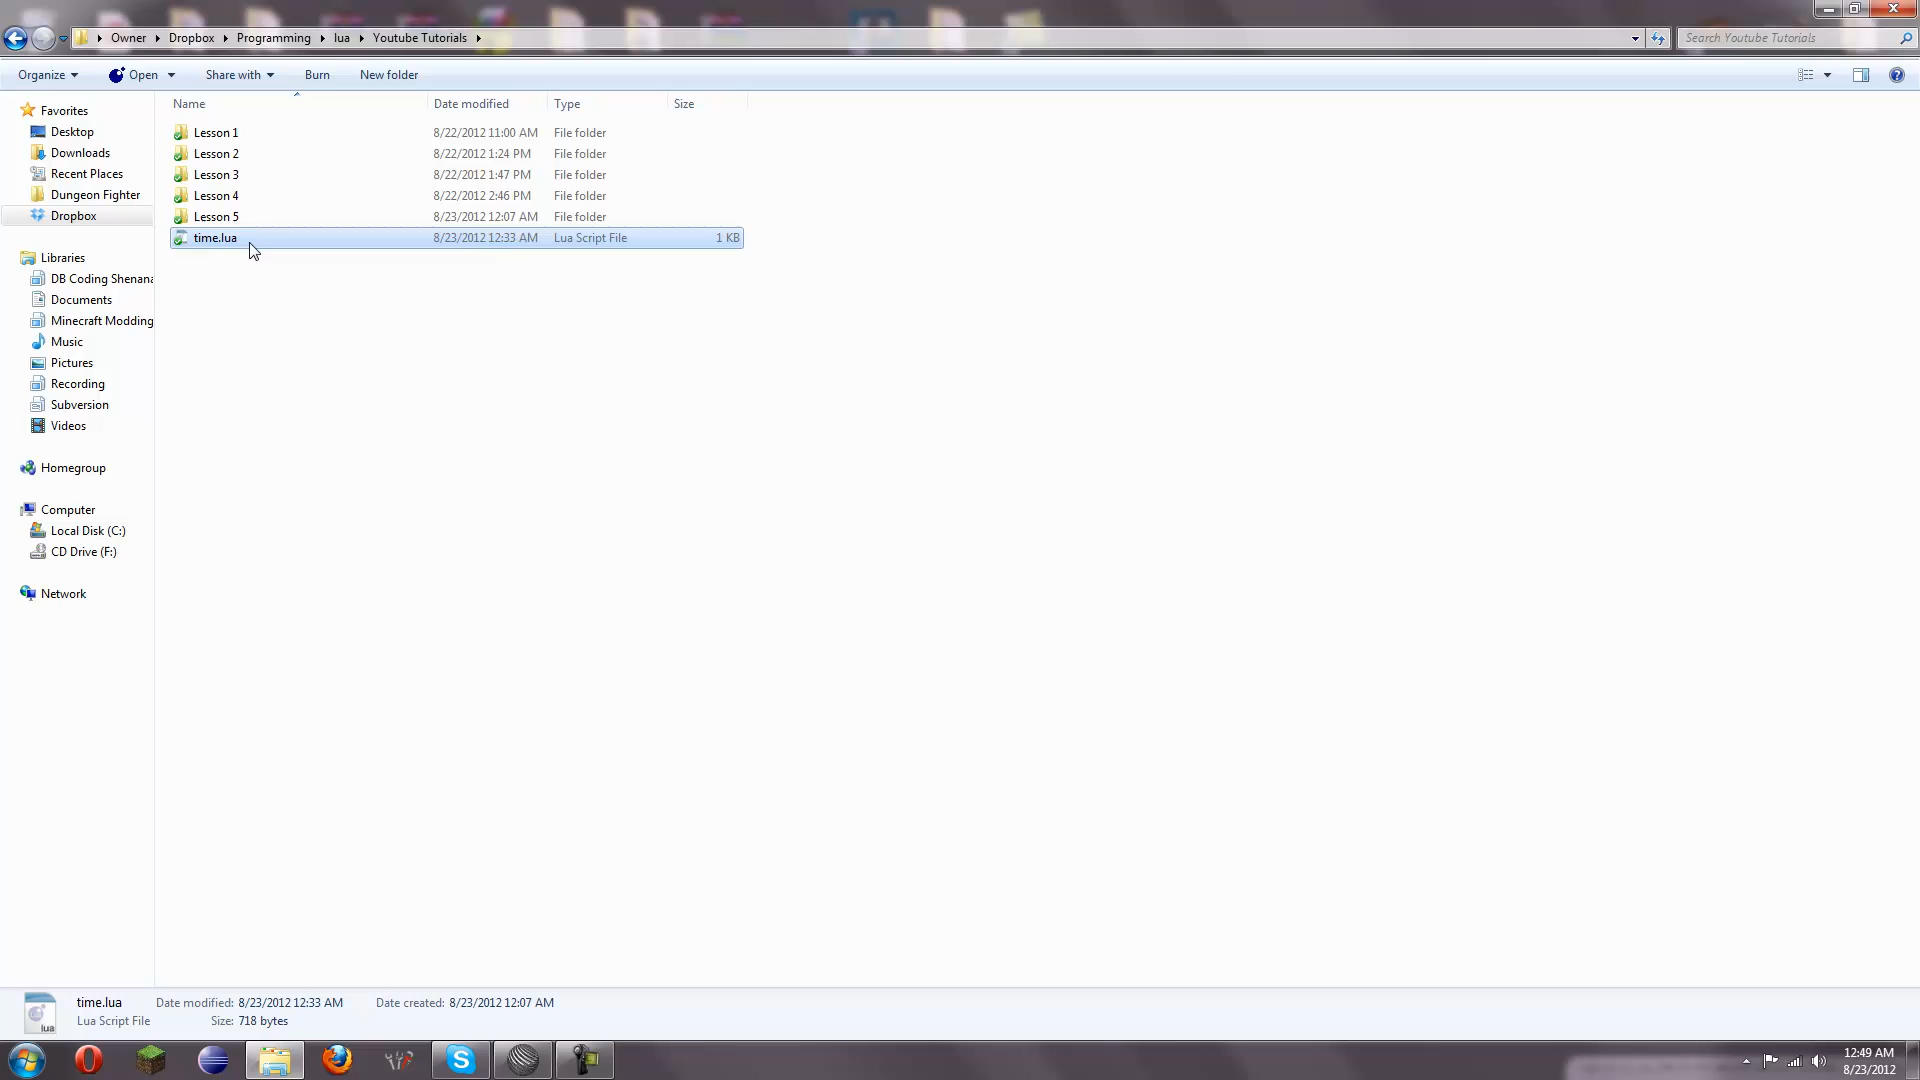 Owner Dropbox Programming lua Youtube Tutorials
Search Youtube Tutorials
Organize Open Share with Burn New folder
Name Date modified Type Size
Favorites
Desktop
Downloads
Recent Places
Dungeon Fighter
Dropbox
Libraries
DB Coding Shenana
Documents
Minecraft Modding
Music
Pictures
Recording
Subversion
Videos
Homegroup
Computer
Local Disk (C:)
CD Drive (F:)
Network
Lesson 1 8/22/2012 11:00 AM File folder
Lesson 2 8/22/2012 1:24 PM File folder
Lesson 3 8/22/2012 1:47 PM File folder
Lesson 4 8/22/2012 2:46 PM File folder
Lesson 5 8/23/2012 12:07 AM File folder
time.lua 8/23/2012 12:33 AM Lua Script File 1 KB
lua
time.lua Date modified: 8/23/2012 12:33 AM Date created: 8/23/2012 12:07 AM
Lua Script File Size: 718 bytes
12:49 AM
8/23/2012